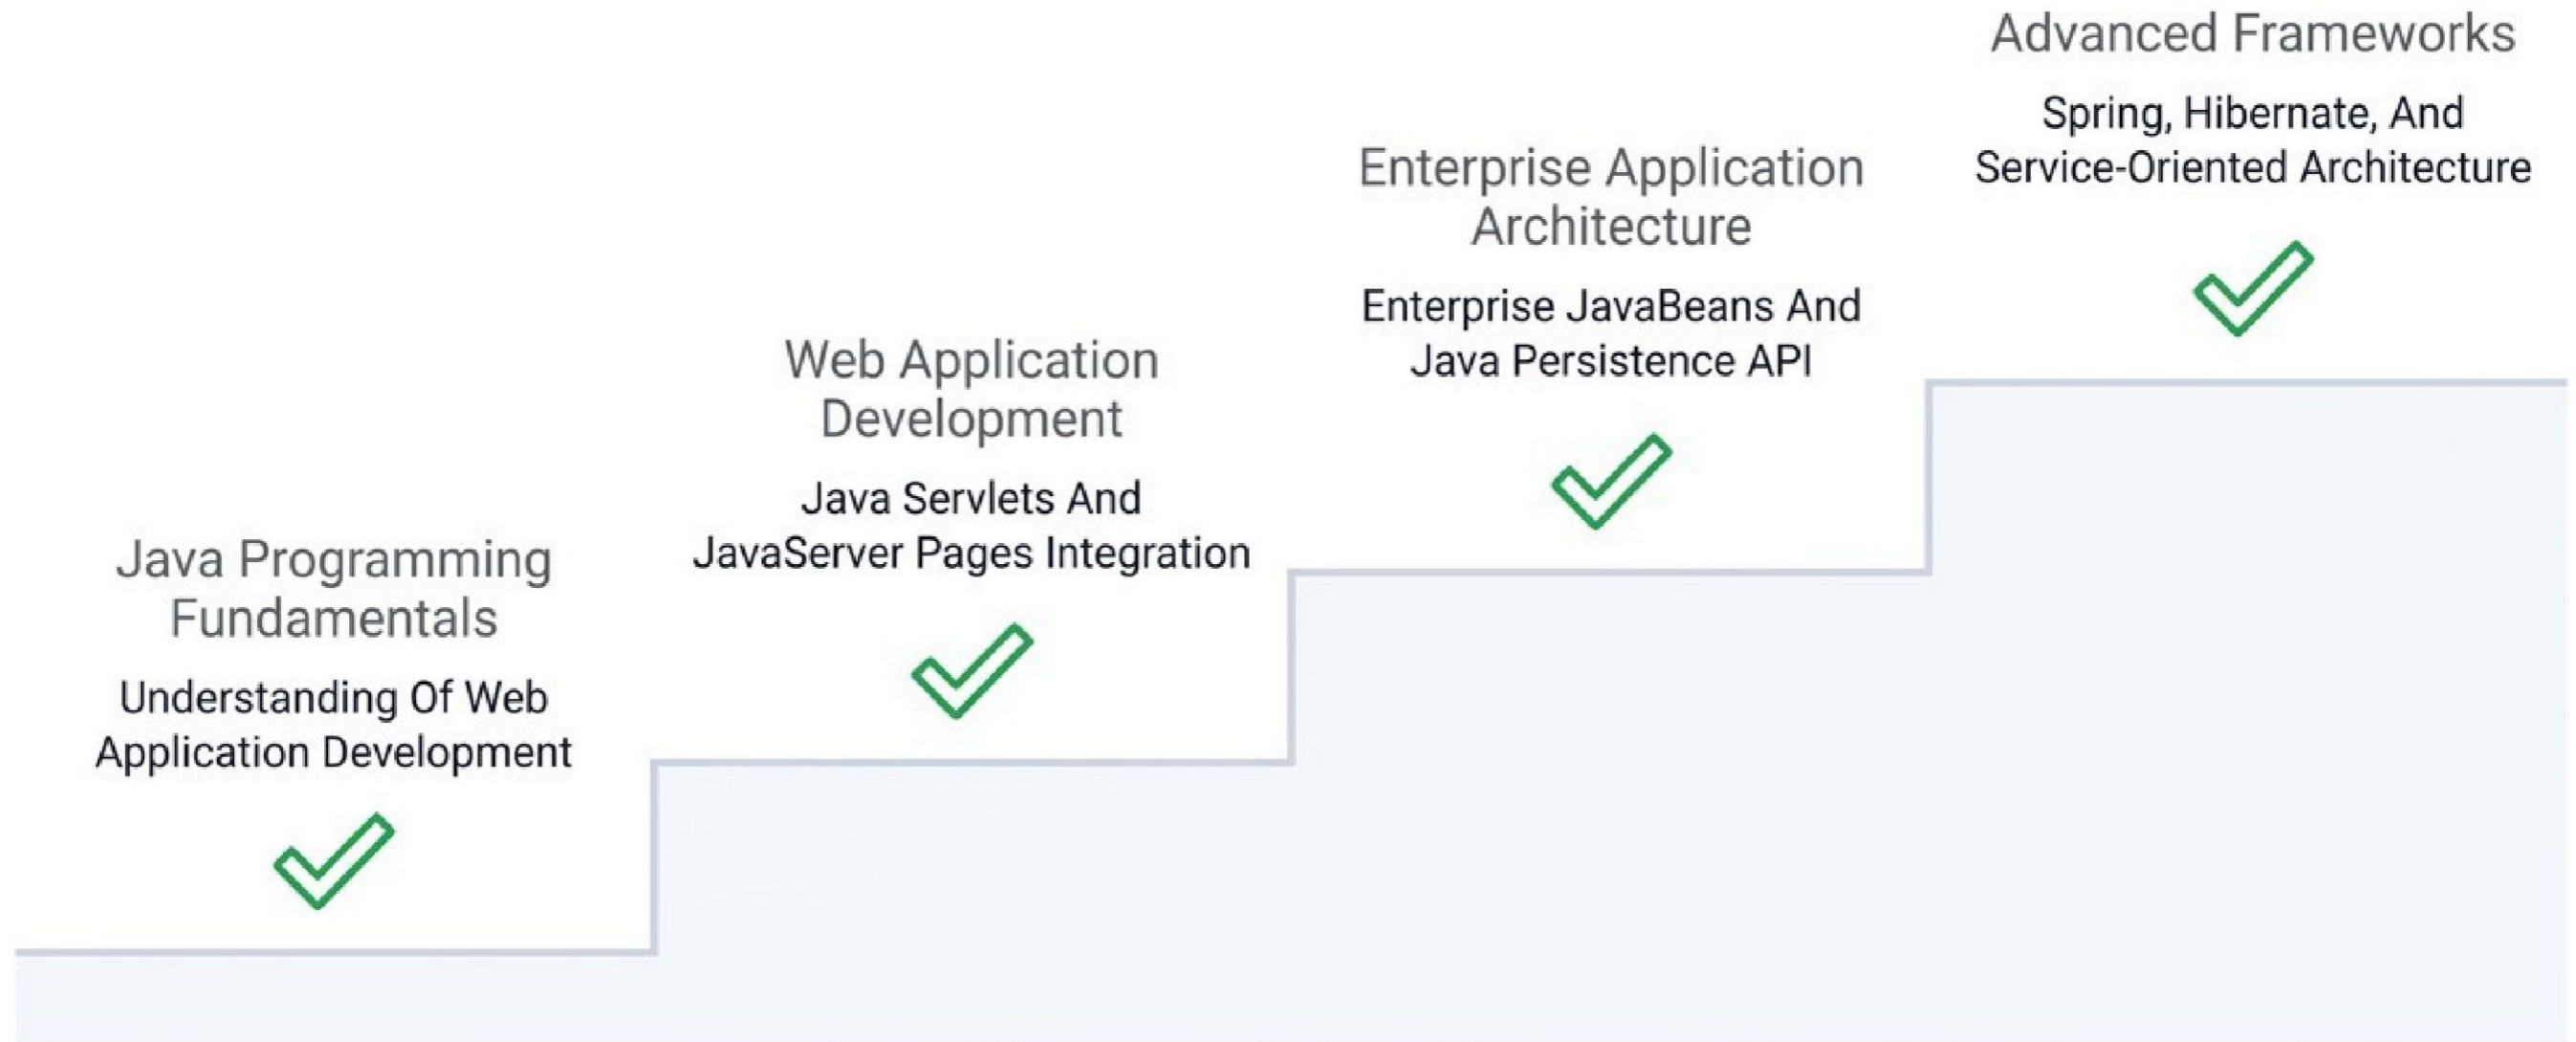 Java Programming
Fundamentals
Understanding Of Web
Application Development
Web Application
Development
Java Servlets And
JavaServer Pages Integration
Enterprise Application
Architecture
Enterprise JavaBeans And
Java Persistence API
Advanced Frameworks
Spring, Hibernate, And
Service-Oriented Architecture